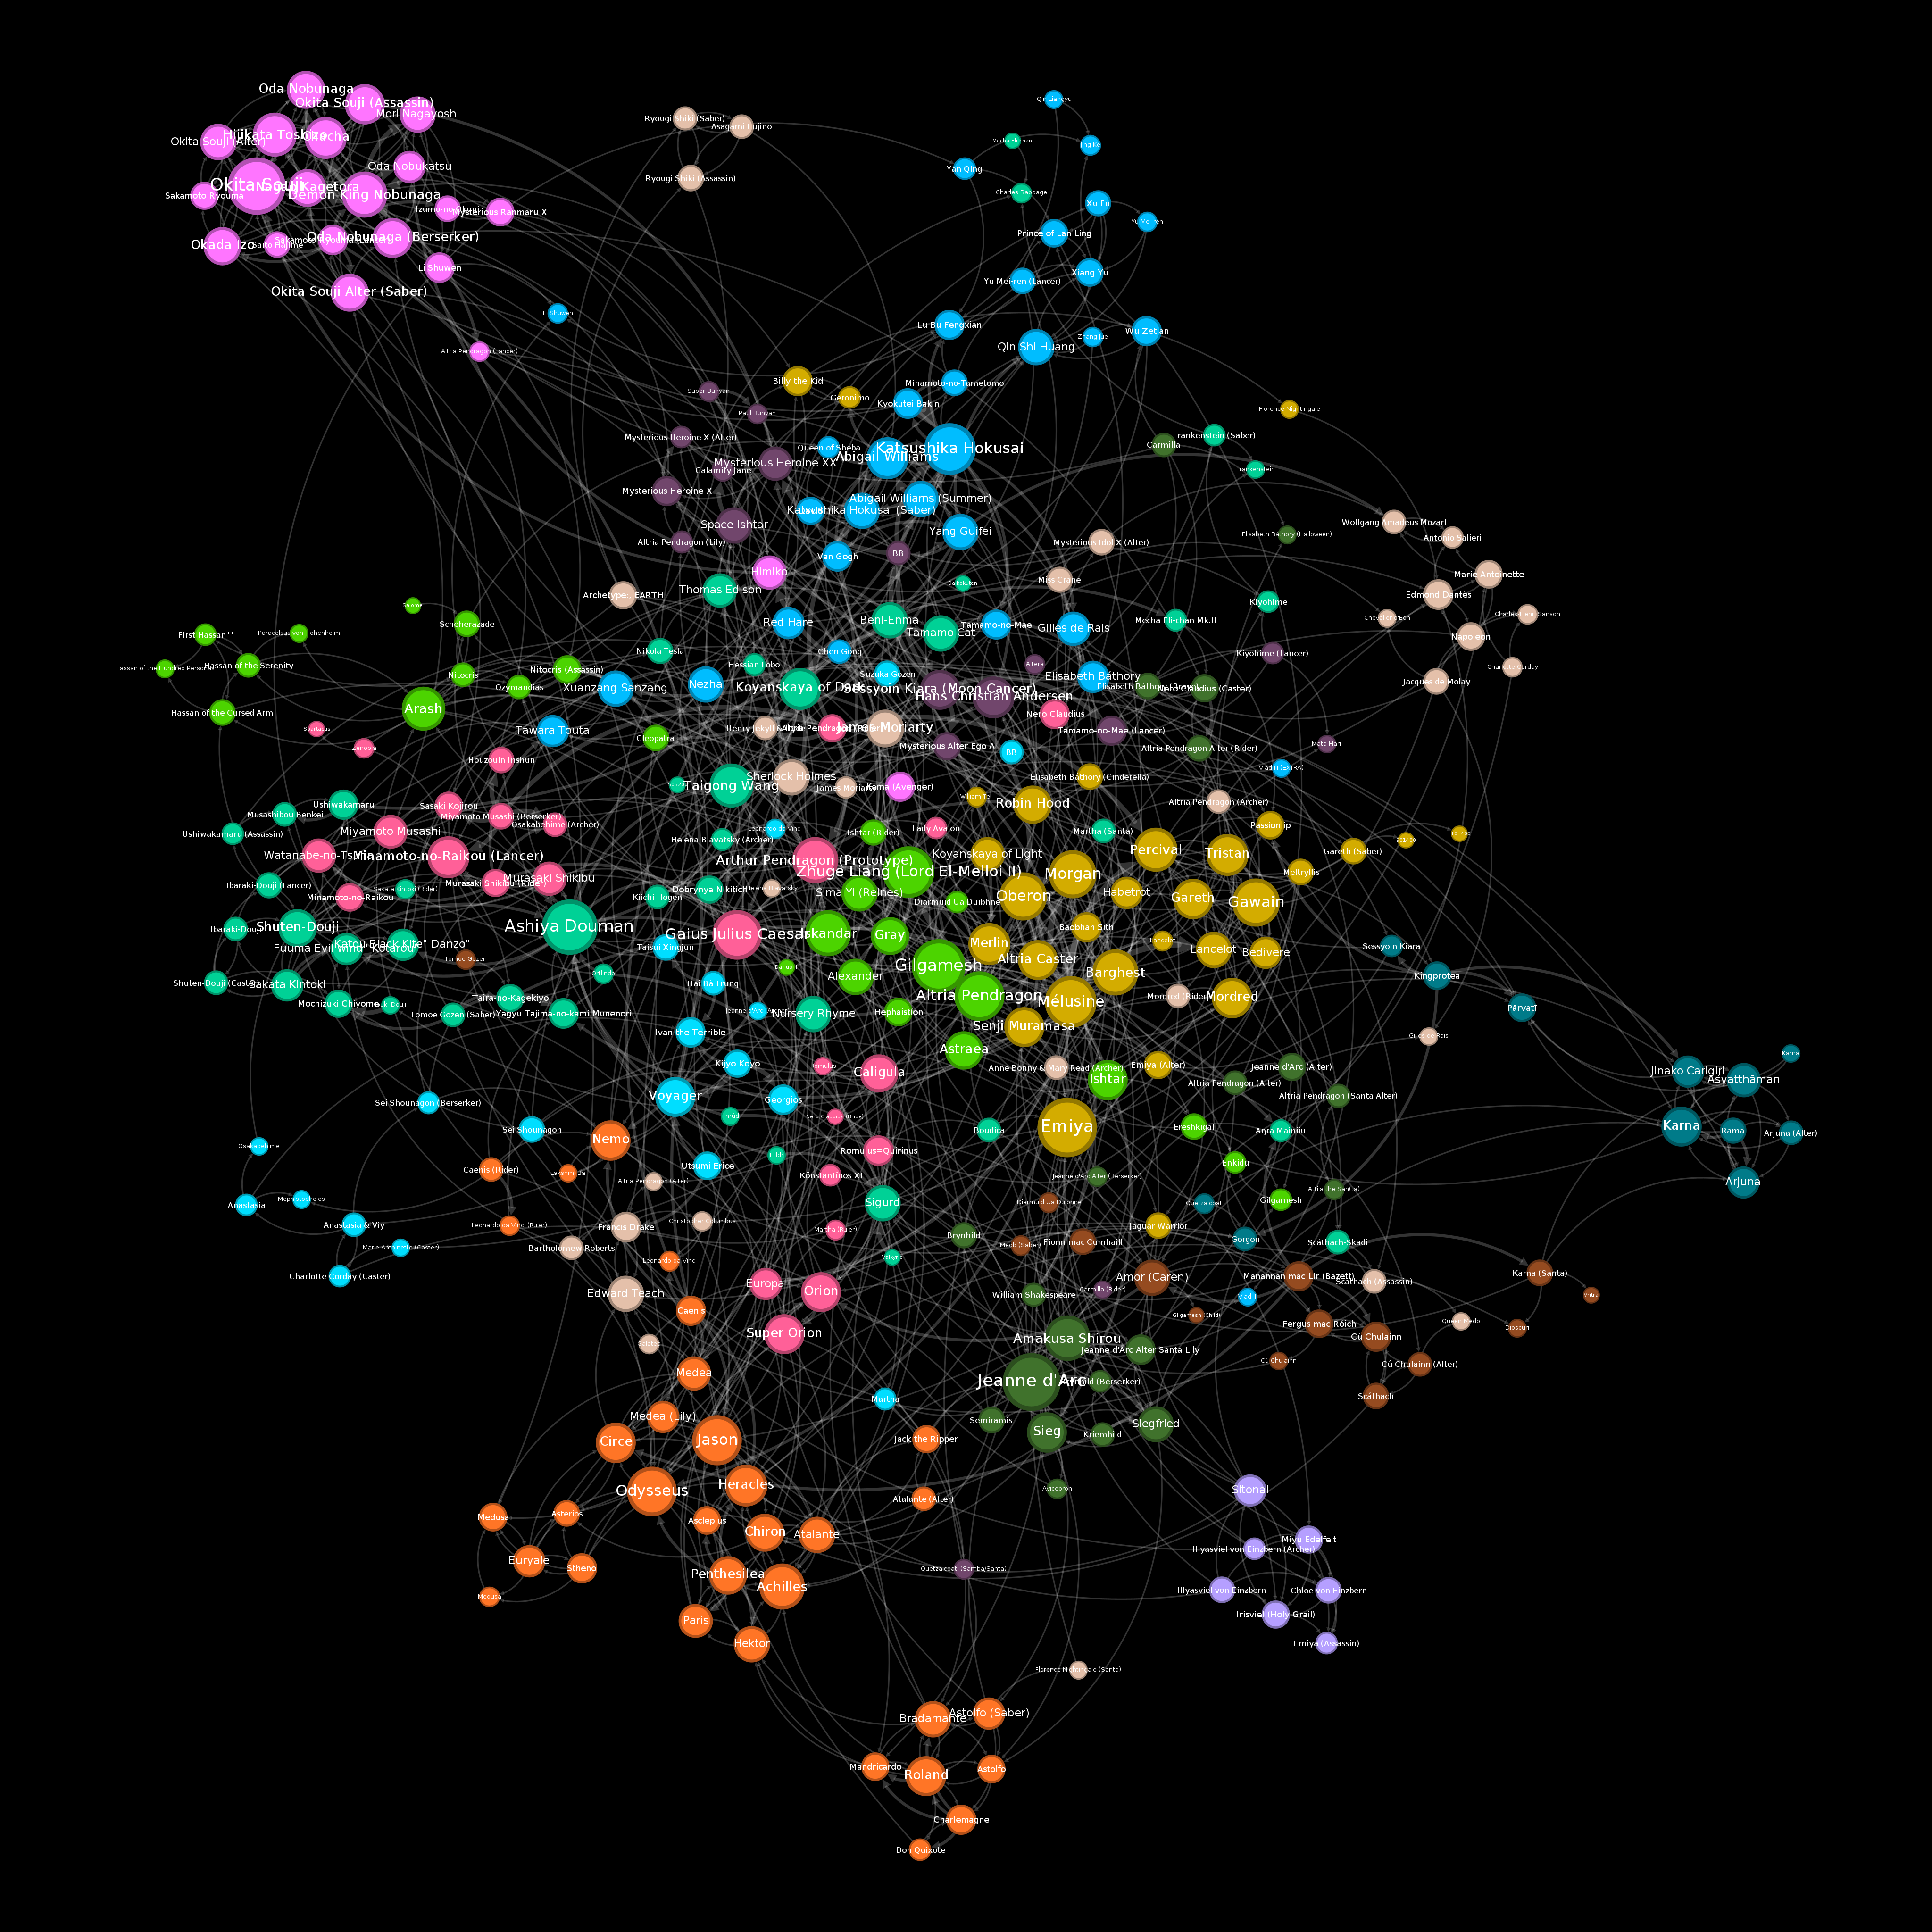 Oda Nobunaga
Okita Souji (Assassin)
Mori Nagayoshi
Qin Liangyu
Ryougi Shiki (Saber)
Asagami Fujino
Hijikata Toshizo
Okita Souji (Alter)
Mecha Eli-chan
Jing Ke
Oda Nobukatsu
Yan Qing
Ryougi Shiki (Assassin)
Okita Souji
Nagao Kagetora
Demon King Nobunaga
Sakamoto Ryouma
Charles Babbage
Xu Fu
Izumo-no-Okuni
Mysterious Ranmaru X
Yu Mei-ren
Prince of Lan Ling
Okada Izo
Saito Hajime
Sakamoto Ryouma (Lancer)
Oda Nobunaga (Berserker)
Li Shuwen
Xiang Yu
Yu Mei-ren (Lancer)
Okita Souji Alter (Saber)
Li Shuwen
Lu Bu Fengxian
Wu Zetian
Zhang Jue
Qin Shi Huang
Altria Pendragon (Lancer)
Billy the Kid
Minamoto-no-Tametomo
Super Bunyan
Geronimo
Kyokutei Bakin
Florence Nightingale
Paul Bunyan
Mysterious Heroine X (Alter)
Frankenstein (Saber)
Carmilla
Queen of Sheba
Katsushika Hokusai
Abigail Williams
Mysterious Heroine XX
Calamity Jane
Frankenstein
Mysterious Heroine X
Abigail Williams (Summer)
Katsushika Hokusai (Saber)
Space Ishtar
Wolfgang Amadeus Mozart
Yang Guifei
Elisabeth Bathory (Halloween)
Antonio Salieri
Altria Pendragon (Lily)
Mysterious Idol X (Alter)
BB
Van Gogh
Himiko
Marie Antoinette
Miss Crane
Daikokuten
Thomas Edison
Archetype: EARTH
Edmond Dantès
Kiyohime
Salome
Charles-Henri Sanson
Scheherazade
Red Hare
Beni-Enma
Tamamo Cat
Tamamo-no-Mae
Gilles de Rais
Mecha Eli-chan Mk.II
Chevalier d'Eon
First Hassan""
Paracelsus von Hohenheim
Napoleon
Nikola Tesla
Chen Gong
Kiyohime (Lancer)
Hessian Lobo
Altera
Hassan of the Hundred Personas
Hassan of the Serenity
Nitocris (Assassin)
Nitocris
Suzuka Gozen
Charlotte Corday
Elisabeth Báthory
Jacques de Molay
Ozymandias
Xuanzang Sanzang
Nezha
Koyanskaya of Dark
Sessyoin Kiara (Moon Cancer)
Hans Christian Andersen
Nero Claudius (Caster)
Hassan of the Cursed Arm
Arash
Nero Claudius
Spartacus
Tawara Touta
Henry Jekyll & Hyde
James Moriarty
Tamamo-no-Mae (Lancer)
Cleopatra
Zenobia
Mysterious Alter Ego Λ
BB
Altria Pendragon Alter (Rider)
Mata Hari
Houzouin Inshun
Vlad III (EXTRA)
Sherlock Holmes
Elisabeth Báthory (Cinderella)
Taigong Wang
James Moriarty
Kama (Avenger)
William Tell
Robin Hood
Altria Pendragon (Archer)
Ushiwakamaru
Sasaki Kojirou
Musashibou Benkei
Miyamoto Musashi (Berserker)
Osakabehime (Archer)
Passionlip
Leonardo da Vinci
Lady Avalon
Ishtar (Rider)
Martha (Santa)
Miyamoto Musashi
Ushiwakamaru (Assassin)
Helena Blavatsky (Archer)
Gareth (Saber)
Watanabe-no-Tsuna
Minamoto-no-Raikou (Lancer)
Arthur Pendragon (Prototype)
Koyanskaya of Light
Percival
Tristan
Zhuge Liang (Lord El-Melloi II)
Morgan
Meltryllis
Murasaki Shikibu
Ibaraki-Douji (Lancer)
Murasaki Shikibu (Rider)
Sakata Kintoki (Rider)
Minamoto-no-Raikou
Dobrynya Nikitich
Helena Blavatsky
Sima Yi (Reines)
Habetrot
Oberon
Kiichi Hogen
Diarmuid Ua Duibhne
Gareth
Gawain
Ibaraki-Douji
Shuten-Douji
Ashiya Douman
Gaius Julius Caesar
Iskandar
Gray
Baobhan Sith
Fuuma Evil-wind" Kotarou
Katou Black Kite" Danzo"
Taisui Xingjun
Merlin
Lancelot
Lancelot
Bedivere
Sessyoin Kiara
Tomoe Gozen
Altria Caster
Darius III
Gilgamesh
Ortlinde
Barghest
Kingprotea
Alexander
Shuten-Douji (Caster)
Sakata Kintoki
Hai Bà Trưng
Taira-no-Kagekiyo
Altria Pendragon
Mordred (Rider)
Mordred
Mélusine
Mochizuki Chiyome
Pārvatī
Hephaistion
Tomoe Gozen (Saber)
Yagyu Tajima-no-kami Munenori
Nursery Rhyme
Senji Muramasa
Ivan the Terrible
Gilles de Rais
Astraea
Kama
Kijyo Koyo
Romulus
Caligula
Anne Bonny & Mary Read (Archer)
Emiya (Alter)
Jeanne d'Arc (Alter)
Jinako Carigiri
Aśvatthāman
Ishtar
Altria Pendragon (Alter)
Altria Pendragon (Santa Alter)
Voyager
Georgios
Sei Shounagon (Berserker)
Thrúd
Nero Claudius (Bride)
Sei Shounagon
Boudica
Emiya
Ereshkigal
Aŋra Mainiiu
Karna
Rama
Arjuna (Alter)
Nemo
Osakabehime
Romulus=Quirinus
Hildr
Enkidu
Utsumi Erice
Caenis (Rider)
Lakshmi Bai
Konstantinos XI
Jeanne d'Arc Alter (Berserker)
Altria Pendragon (Alter)
Arjuna
Attila the San(ta)
Mephistopheles
Gilgamesh
Diarmuid Ua Duibhne
Quetzalcoatl
Anastasia
Sigurd
Anastasia & Viy
Leonardo da Vinci (Ruler)
Francis Drake
Christopher Columbus
Martha (Ruler)
Jaguar Warrior
Brynhild
Gorgon
Scáthach-Skadi
Medb (Saber)
Fionn mac Cumhaill
Marie Antoinette (Caster)
Bartholomew Roberts
Valkyrie
Leonardo da Vinci
Charlotte Corday (Caster)
Manannan mac Lir (Bazett)
Scáthach (Assassin)
Karna (Santa)
Amor (Caren)
Europa
Orion
Edward Teach
William Shakespeare
Carmilla (Rider)
Vlad III
Vritra
Caenis
Gilgamesh (Child)
Fergus mac Róich
Queen Medb
Dioscuri
Super Orion
Amakusa Shirou
Cú Chulainn
Jeanne d'Arc Alter Santa Lily
Cú Chulainn
Cú Chulainn (Alter)
Medea
Jeanne d'Arc
Brynhild (Berserker)
Scáthach
Martha
Medea (Lily)
Semiramis
Siegfried
Sieg
Kriemhild
Circe
Jason
Jack the Ripper
Heracles
Avicebron
Sitonai
Odysseus
Atalante (Alter)
Medusa
Asterios
Asclepius
Chiron
Atalante
Miyu Edelfelt
Illyasviel von Einzbern (Archer)
Euryale
Stheno
Quetzalcoatl (Samba/Santa)
Penthesilea
Achilles
Illyasviel von Einzbern
Chloe von Einzbern
Medusa
Irisviel (Holy Grail)
Paris
Hektor
Emiya (Assassin)
Florence Nightingale (Santa)
Astolfo (Saber)
Bradamante
Mandricardo
Astolfo
Roland
Charlemagne
Don Quixote